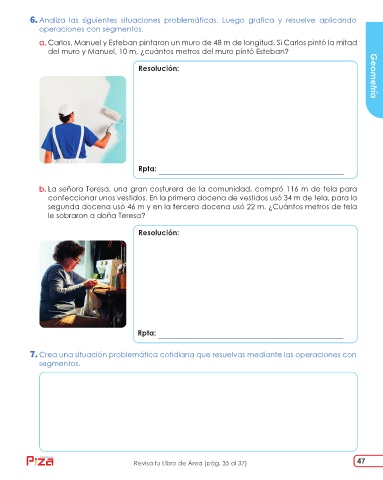 6. Analiza las siguientes situaciones problemáticas. Luego grafica y resuelve aplicando
operaciones con segmentos.
a. Carlos, Manuel y Esteban pintaron un muro de 48 m de longitud. Si Carlos pintó la mitad
del muro y Manuel, 10 m, ¿cuántos metros del muro pintó Esteban?
Geometría
Resolución:
Rpta:
b. La señora Teresa, una gran costurera de la comunidad, compró 116 m de tela para
confeccionar unos vestidos. En la primera docena de vestidos usó 34 m de tela, para la
segunda docena usó 46 m y en la tercera docena usó 22 m. ¿Cuántos metros de tela
le sobraron a doña Teresa?
Resolución:
Rpta:
7. Crea una situación problemática cotidiana que resuelvas mediante las operaciones con
segmentos.
Revisa tu Libro de Área (pág. 35 al 37)
47